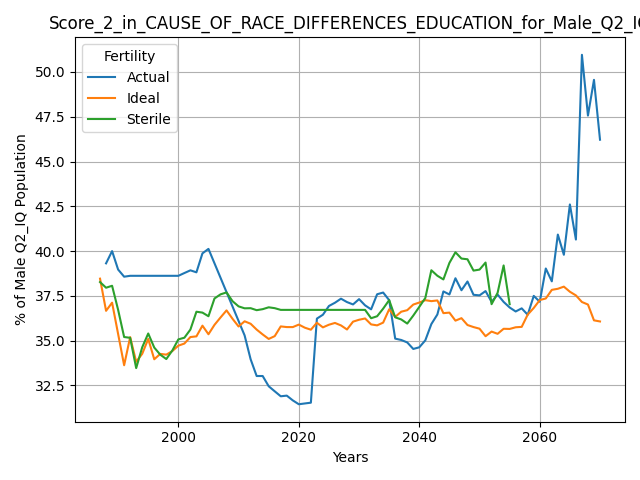 Score_2_in_CAUSE_OF_RACE_DIFFERENCES_EDUCATION_for_Male_Q2_IQ
Fertility
Actual
Ideal
Sterile
50.0
47.5
45.0
42.5
40.0
37.5
35.0
32.5
% of Male Q2_IQ Population
2000 2020 2040 2060
Years